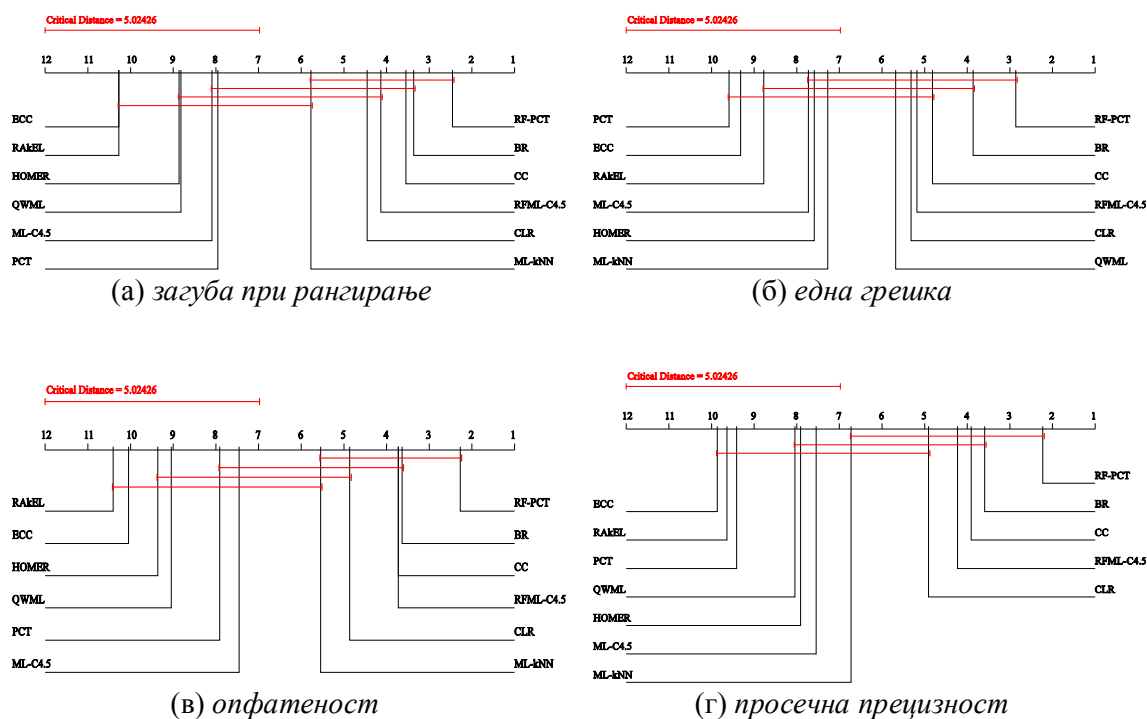 Critical Distance = 5.02426
12 11 10 9 8 7 6 5 4 3 2 1
ECC
RAkEL
HOMER
QWML
ML-C4.5
PCT
RF-PCT
BR
CC
RFML-C4.5
CLR
ML-kNN
(а) загуба при рангирање
Critical Distance = 5.02426
12 11 10 9 8 7 6 5 4 3 2 1
PCT
ECC
RAkEL
ML-C4.5
HOMER
ML-kNN
RF-PCT
BR
CC
RFML-C4.5
CLR
QWML
(б) една грешка
Critical Distance = 5.02426
12 11 10 9 8 7 6 5 4 3 2 1
RAkEL
ECC
HOMER
QWML
PCT
ML-C4.5
RF-PCT
BR
CC
RFML-C4.5
CLR
ML-kNN
(в) опфатеност
Critical Distance = 5.02426
12 11 10 9 8 7 6 5 4 3 2 1
ECC
RAkEL
PCT
QWML
HOMER
ML-C4.5
ML-kNN
RF-PCT
BR
CC
RFML-C4.5
CLR
(г) просечна прецизност